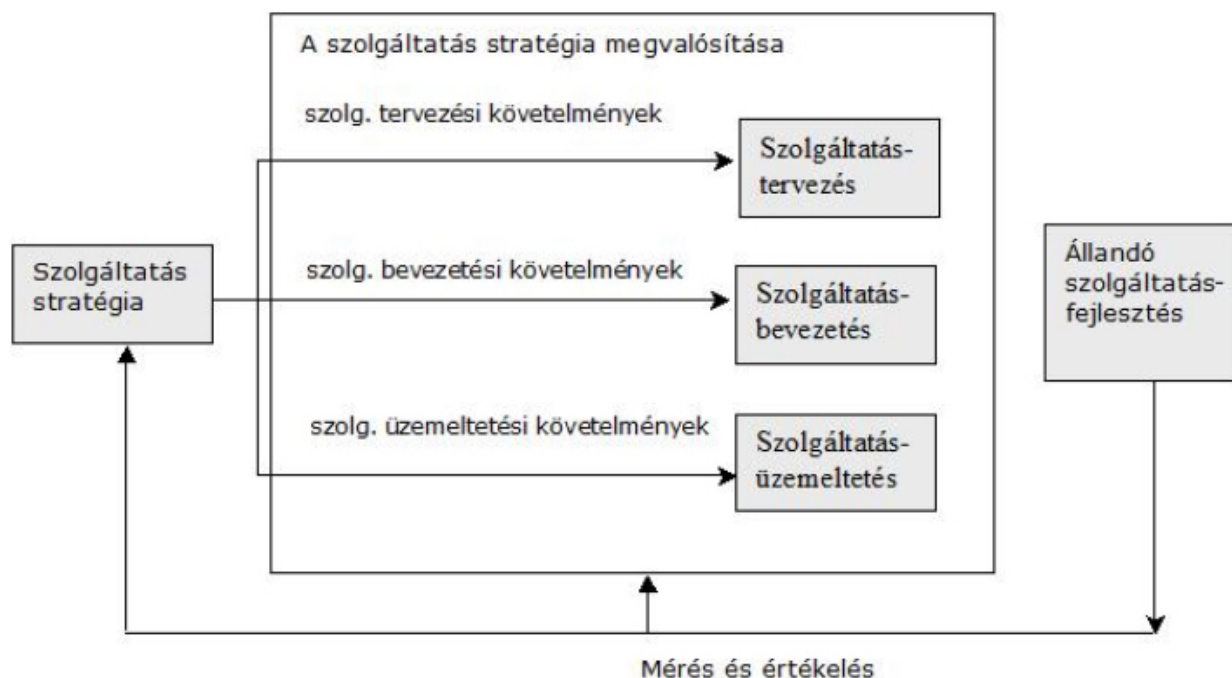 A szolgáltatás stratégia megvalósítása
szolg. tervezési követelmények
Szolgáltatás-
tervezés
Szolgáltatás
stratégia
szolg. bevezetési követelmények
Szolgáltatás-
bevezetés
Állandó
szolgáltatás-
fejlesztés
szolg. üzemeltetési követelmények
Szolgáltatás-
üzemeltetés
Mérés és értékelés